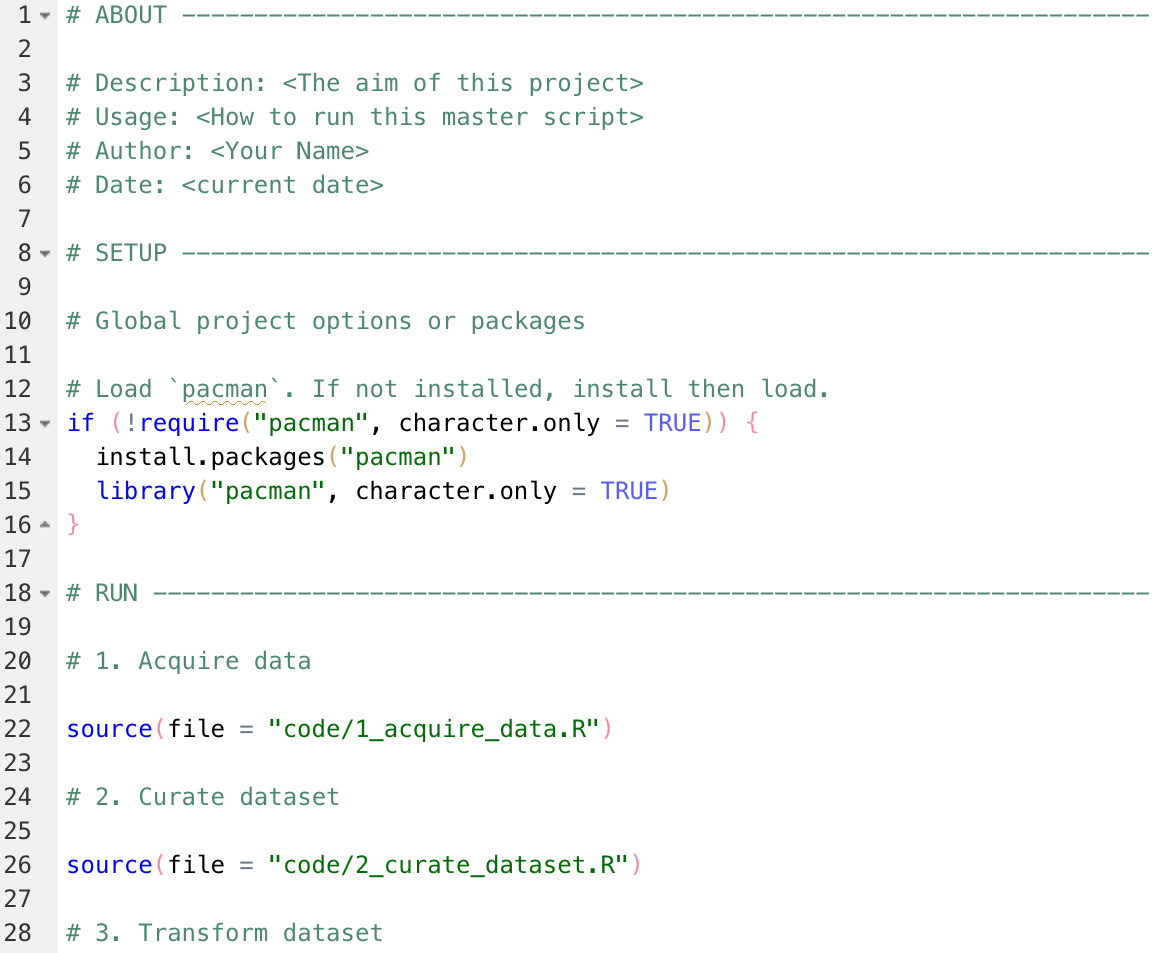 1 # ABOUT --------------------------------------------------------------------
2
3 # Description: <The aim of this project>
4 # Usage: <How to run this master script>
5 # Author: <Your Name>
6 # Date: <current date>
7
8 # SETUP --------------------------------------------------------------------
9
10 # Global project options or packages
11
12 # Load `pacman`. If not installed, install then load.
13 if (!require("pacman", character.only = TRUE)) {
14   install.packages("pacman")
15   library("pacman", character.only = TRUE)
16 }
17
18 # RUN ----------------------------------------------------------------------
19
20 # 1. Acquire data
21
22 source(file = "code/1_acquire_data.R")
23
24 # 2. Curate dataset
25
26 source(file = "code/2_curate_dataset.R")
27
28 # 3. Transform dataset